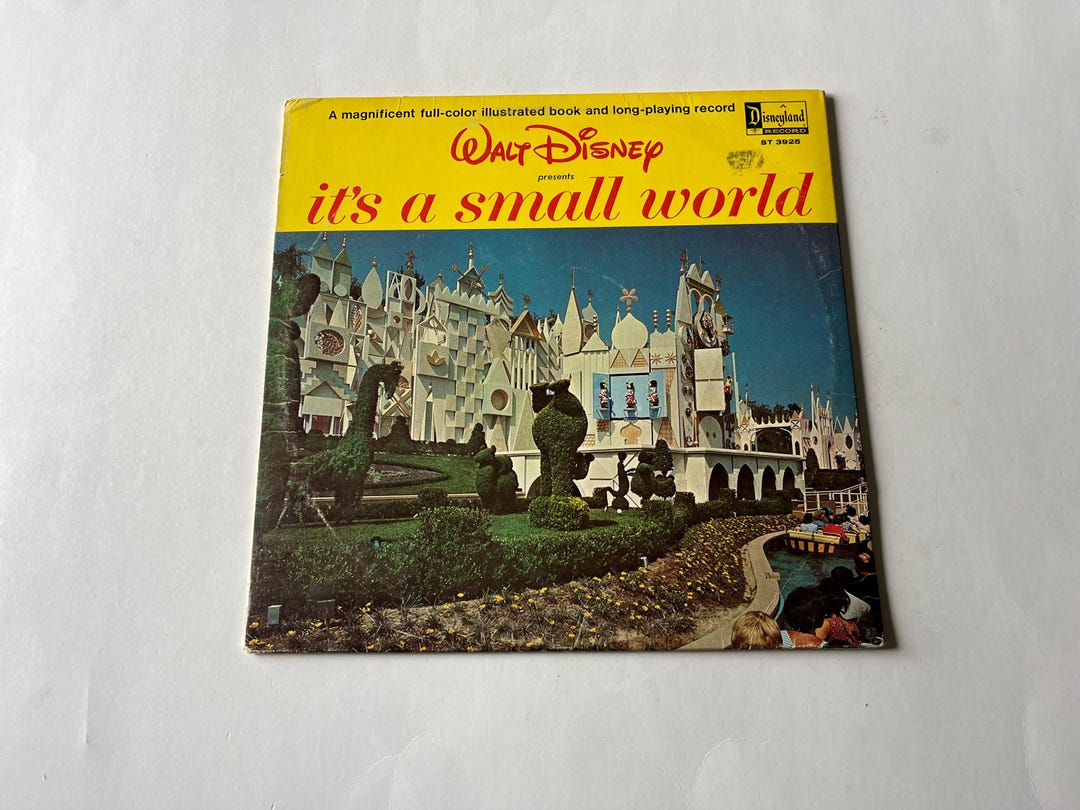 A magnificent full-color illustrated book and long-playing record
Disneyland
RECORD
ST 3925
WALT DISNEY
presents
it's a small world